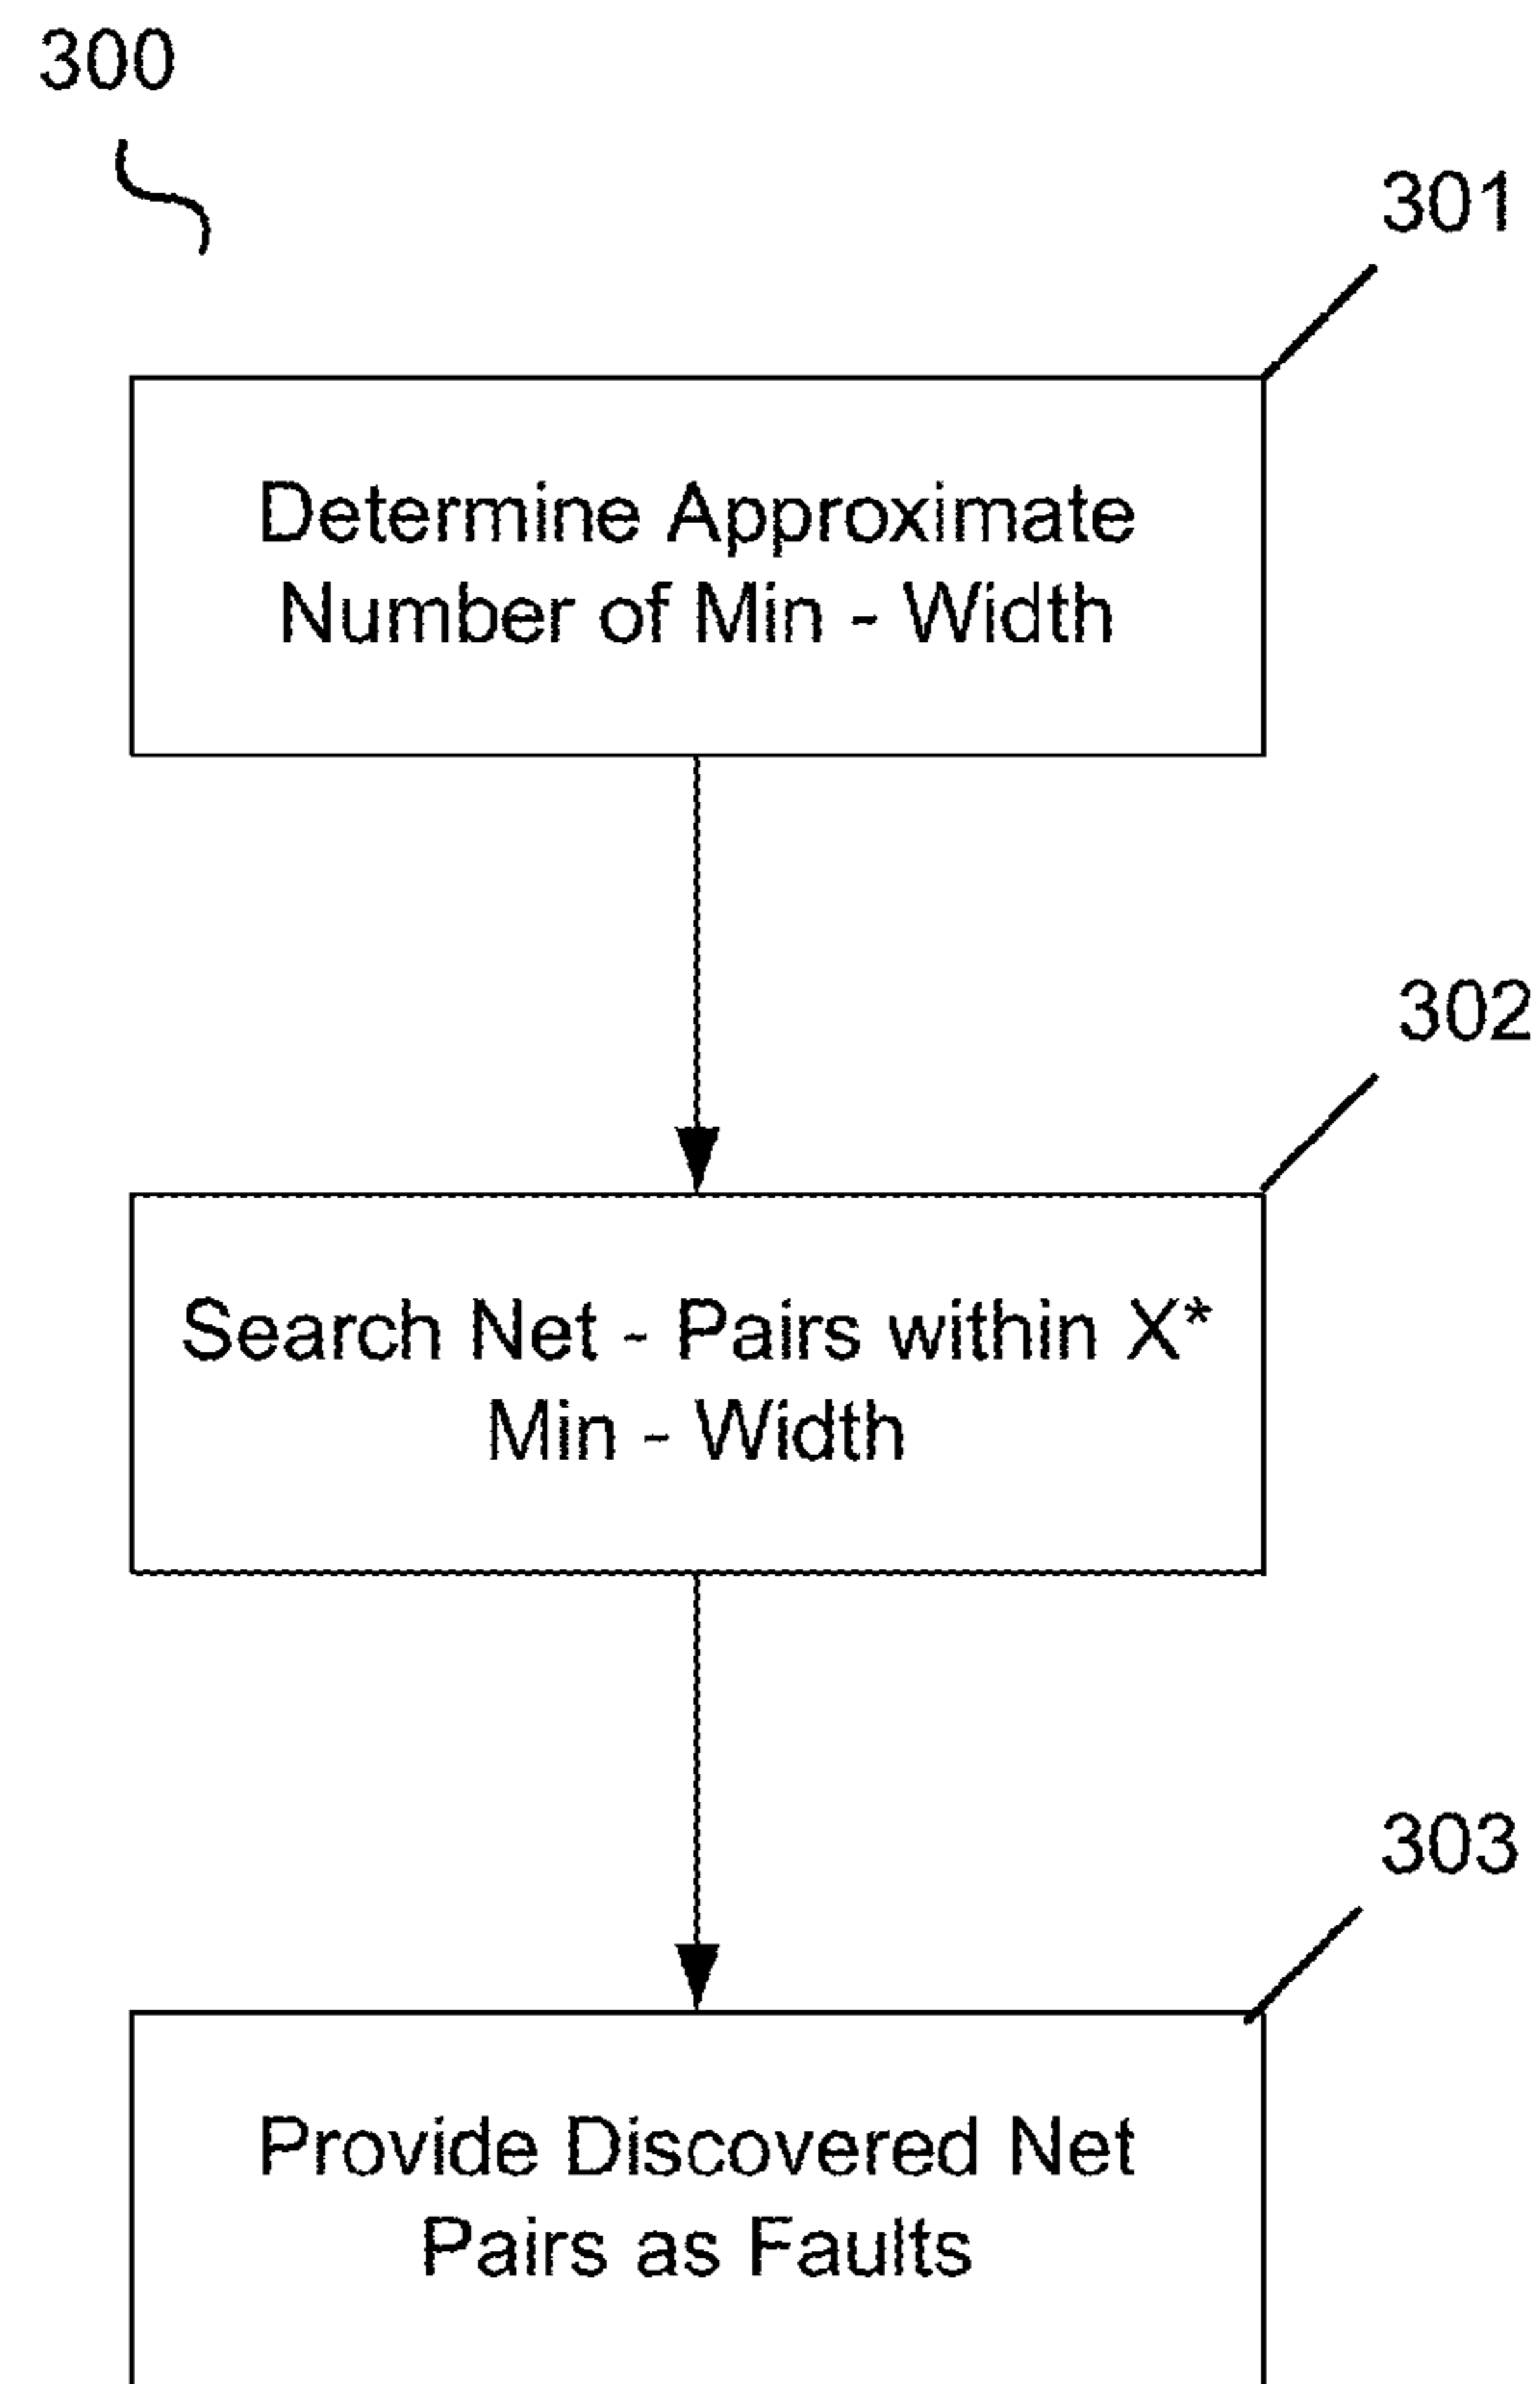 300
301
Determine Approximate
Number of Min - Width
302
Search Net - Pairs within X*
Min - Width
303
Provide Discovered Net
Pairs as Faults